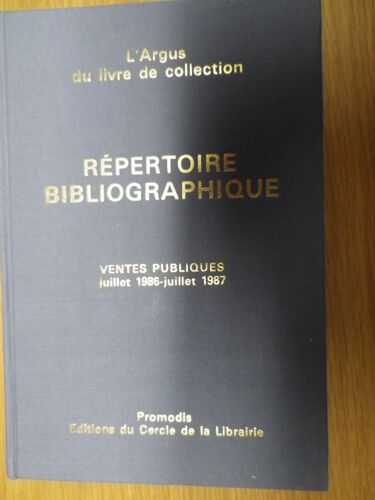 L'Argus
du livre de collection
RÉPERTOIRE
BIBLIOGRAPHIQUE
VENTES PUBLIQUES
juillet 1986-juillet 1987
Promodis
Editions du Cercle de la Librairie